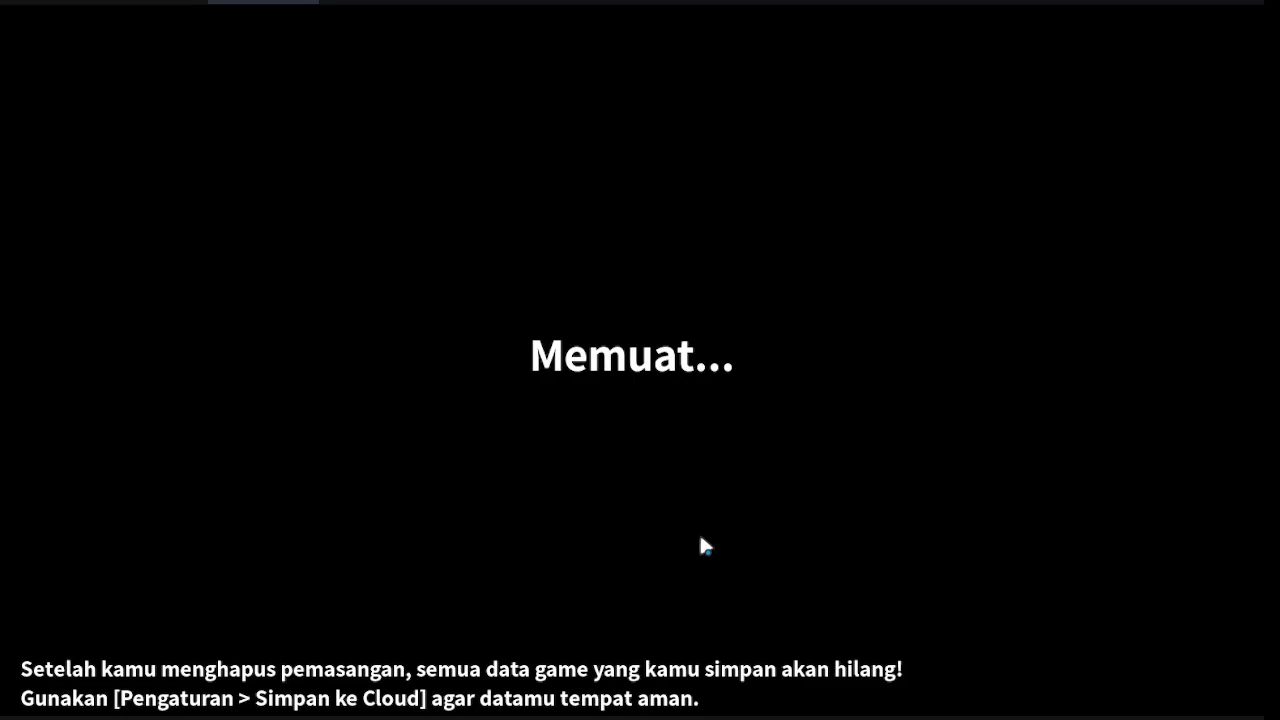 Memuat...
Setelah kamu menghapus pemasangan, semua data game yang kamu simpan akan hilang!
Gunakan [Pengaturan > Simpan ke Cloud] agar datamu tempat aman.